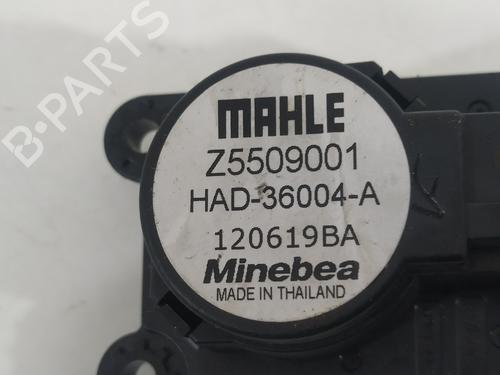 MAHLE
Z5509001
HAD-36004-A
120619BA
Minebea
MADE IN THAILAND
B-PARTS